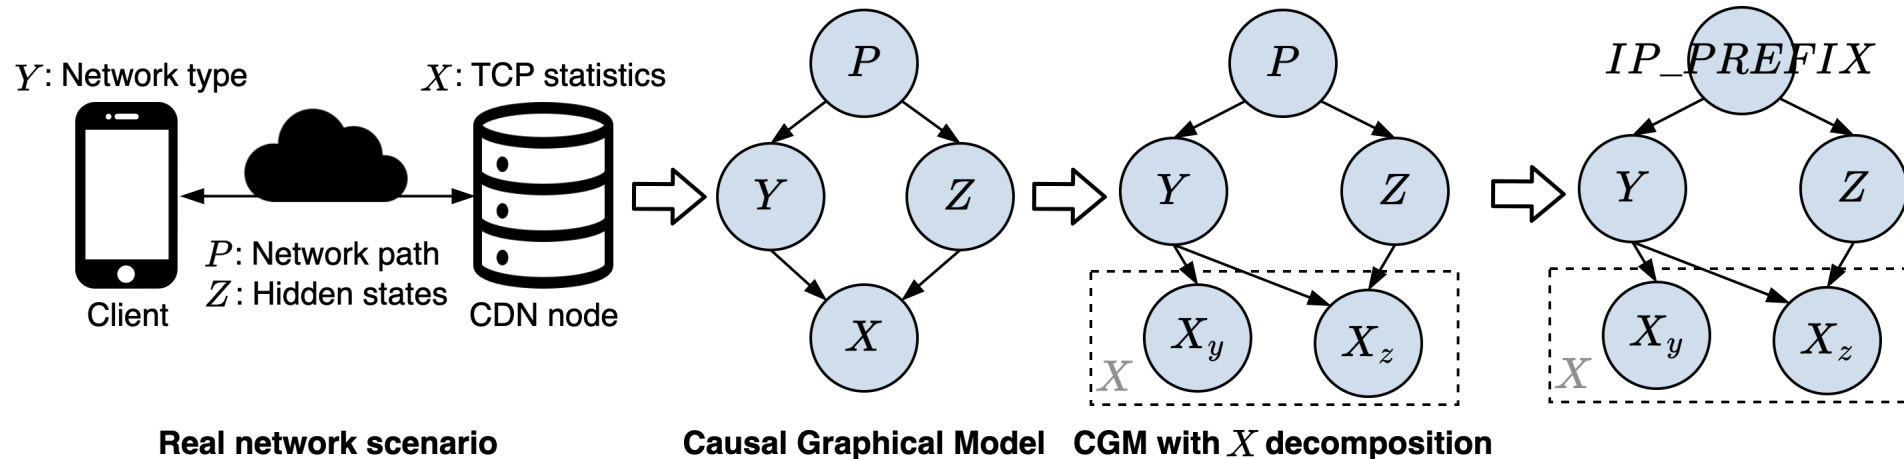 Y: Network type
X: TCP statistics
P: Network path
Z: Hidden states
Client
CDN node
Real network scenario
P
Y
Z
X
Causal Graphical Model
P
Y
Z
X_y
X_z
X
CGM with X decomposition
IP_PREFIX
Y
Z
X_y
X_z
X